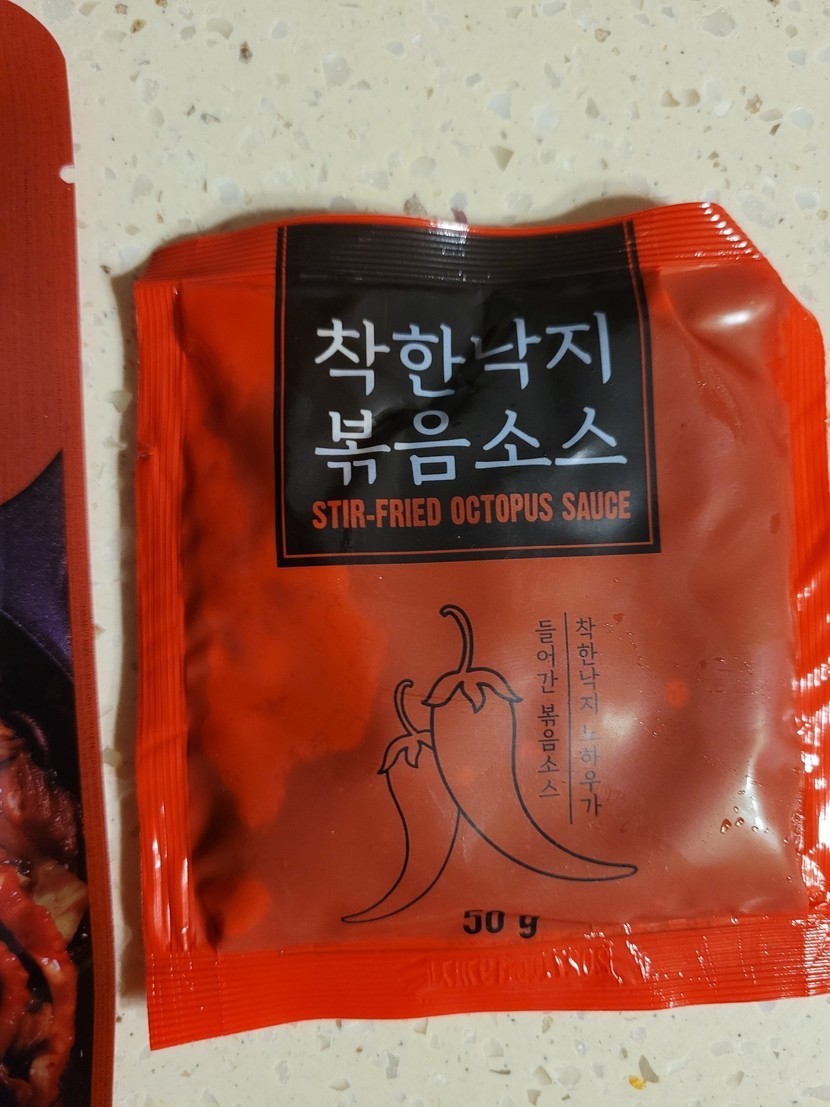 착한낙지
볶음소스
STIR-FRIED OCTOPUS SAUCE
착한낙지 노하우가
들어간 볶음소스
50 g